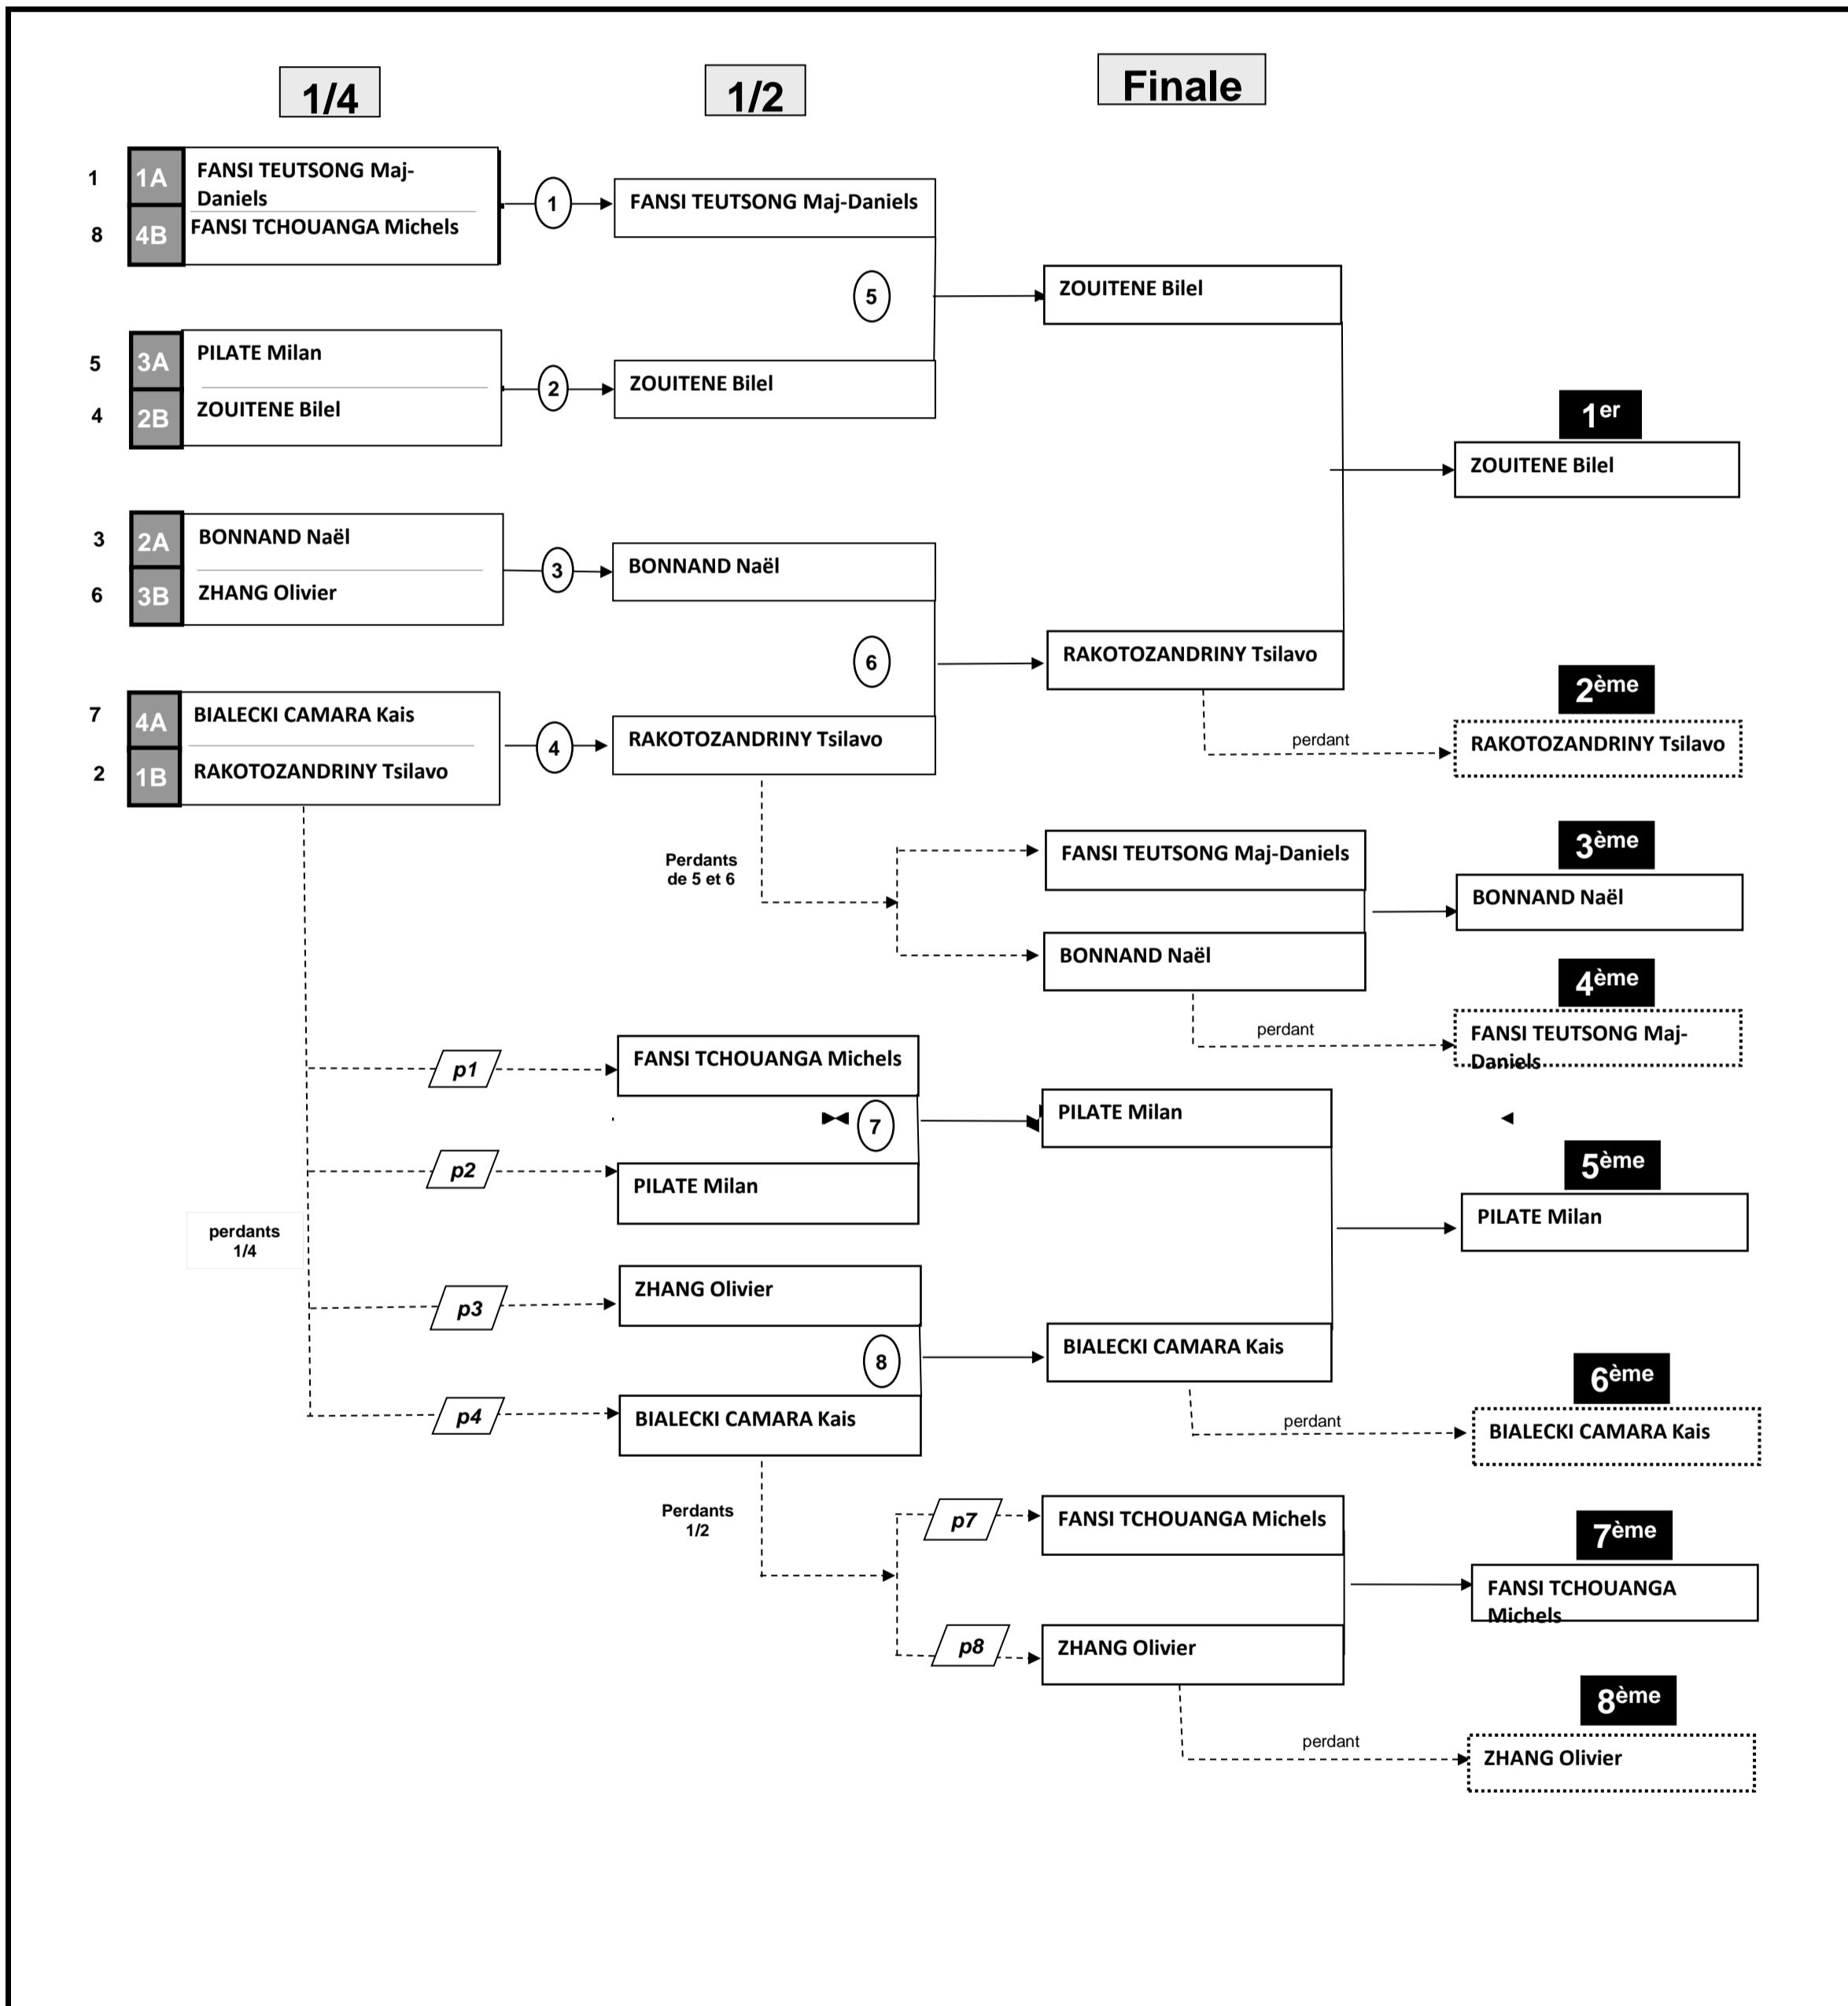 1/4
1/2
Finale
1
1A
FANSI TEUTSONG Maj-
Daniels
8
4B
FANSI TCHOUANGA Michels
1
FANSI TEUTSONG Maj-Daniels
5
ZOUITENE Bilel
5
3A
PILATE Milan
4
2B
ZOUITENE Bilel
2
ZOUITENE Bilel
1er
ZOUITENE Bilel
3
2A
BONNAND Naël
6
3B
ZHANG Olivier
3
BONNAND Naël
6
RAKOTOZANDRINY Tsilavo
7
4A
BIALECKI CAMARA Kais
2
1B
RAKOTOZANDRINY Tsilavo
4
RAKOTOZANDRINY Tsilavo
perdant
2ème
RAKOTOZANDRINY Tsilavo
Perdants
de 5 et 6
FANSI TEUTSONG Maj-Daniels
BONNAND Naël
3ème
BONNAND Naël
perdant
4ème
FANSI TEUTSONG Maj-
Daniels
perdants
1/4
p1
FANSI TCHOUANGA Michels
7
PILATE Milan
p2
PILATE Milan
5ème
PILATE Milan
p3
ZHANG Olivier
8
BIALECKI CAMARA Kais
p4
BIALECKI CAMARA Kais
perdant
6ème
BIALECKI CAMARA Kais
Perdants
1/2
p7
FANSI TCHOUANGA Michels
7ème
FANSI TCHOUANGA
Michels
p8
ZHANG Olivier
perdant
8ème
ZHANG Olivier